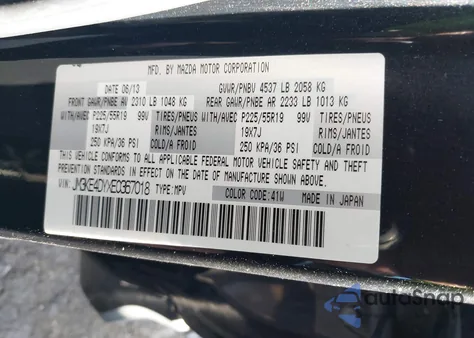 MFD. BY MAZDA MOTOR CORPORATION
DATE 06/13 GVWR/PNBV 4537 LB 2058 KG
FRONT GAWR/PNBE AV 2310 LB 1048 KG REAR GAWR/PNBE AR 2233 LB 1013 KG
WITH/AVEC P225/55R19 99V TIRES/PNEUS WITH/AVEC P225/55R19 99V TIRES/PNEUS
19X7J RIMS/JANTES 19X7J RIMS/JANTES
250 KPA/36 PSI COLD/A FROID 250 KPA/36 PSI COLD/A FROID
THIS VEHICLE CONFORMS TO ALL APPLICABLE FEDERAL MOTOR VEHICLE SAFETY AND THEFT
PREVENTION STANDARDS IN EFFECT ON THE DATE OF MANUFACTURE SHOWN ABOVE.
VIN: JM3KE4DYXE0367018 TYPE: MPV COLOR CODE: 41W MADE IN JAPAN
autoSnap